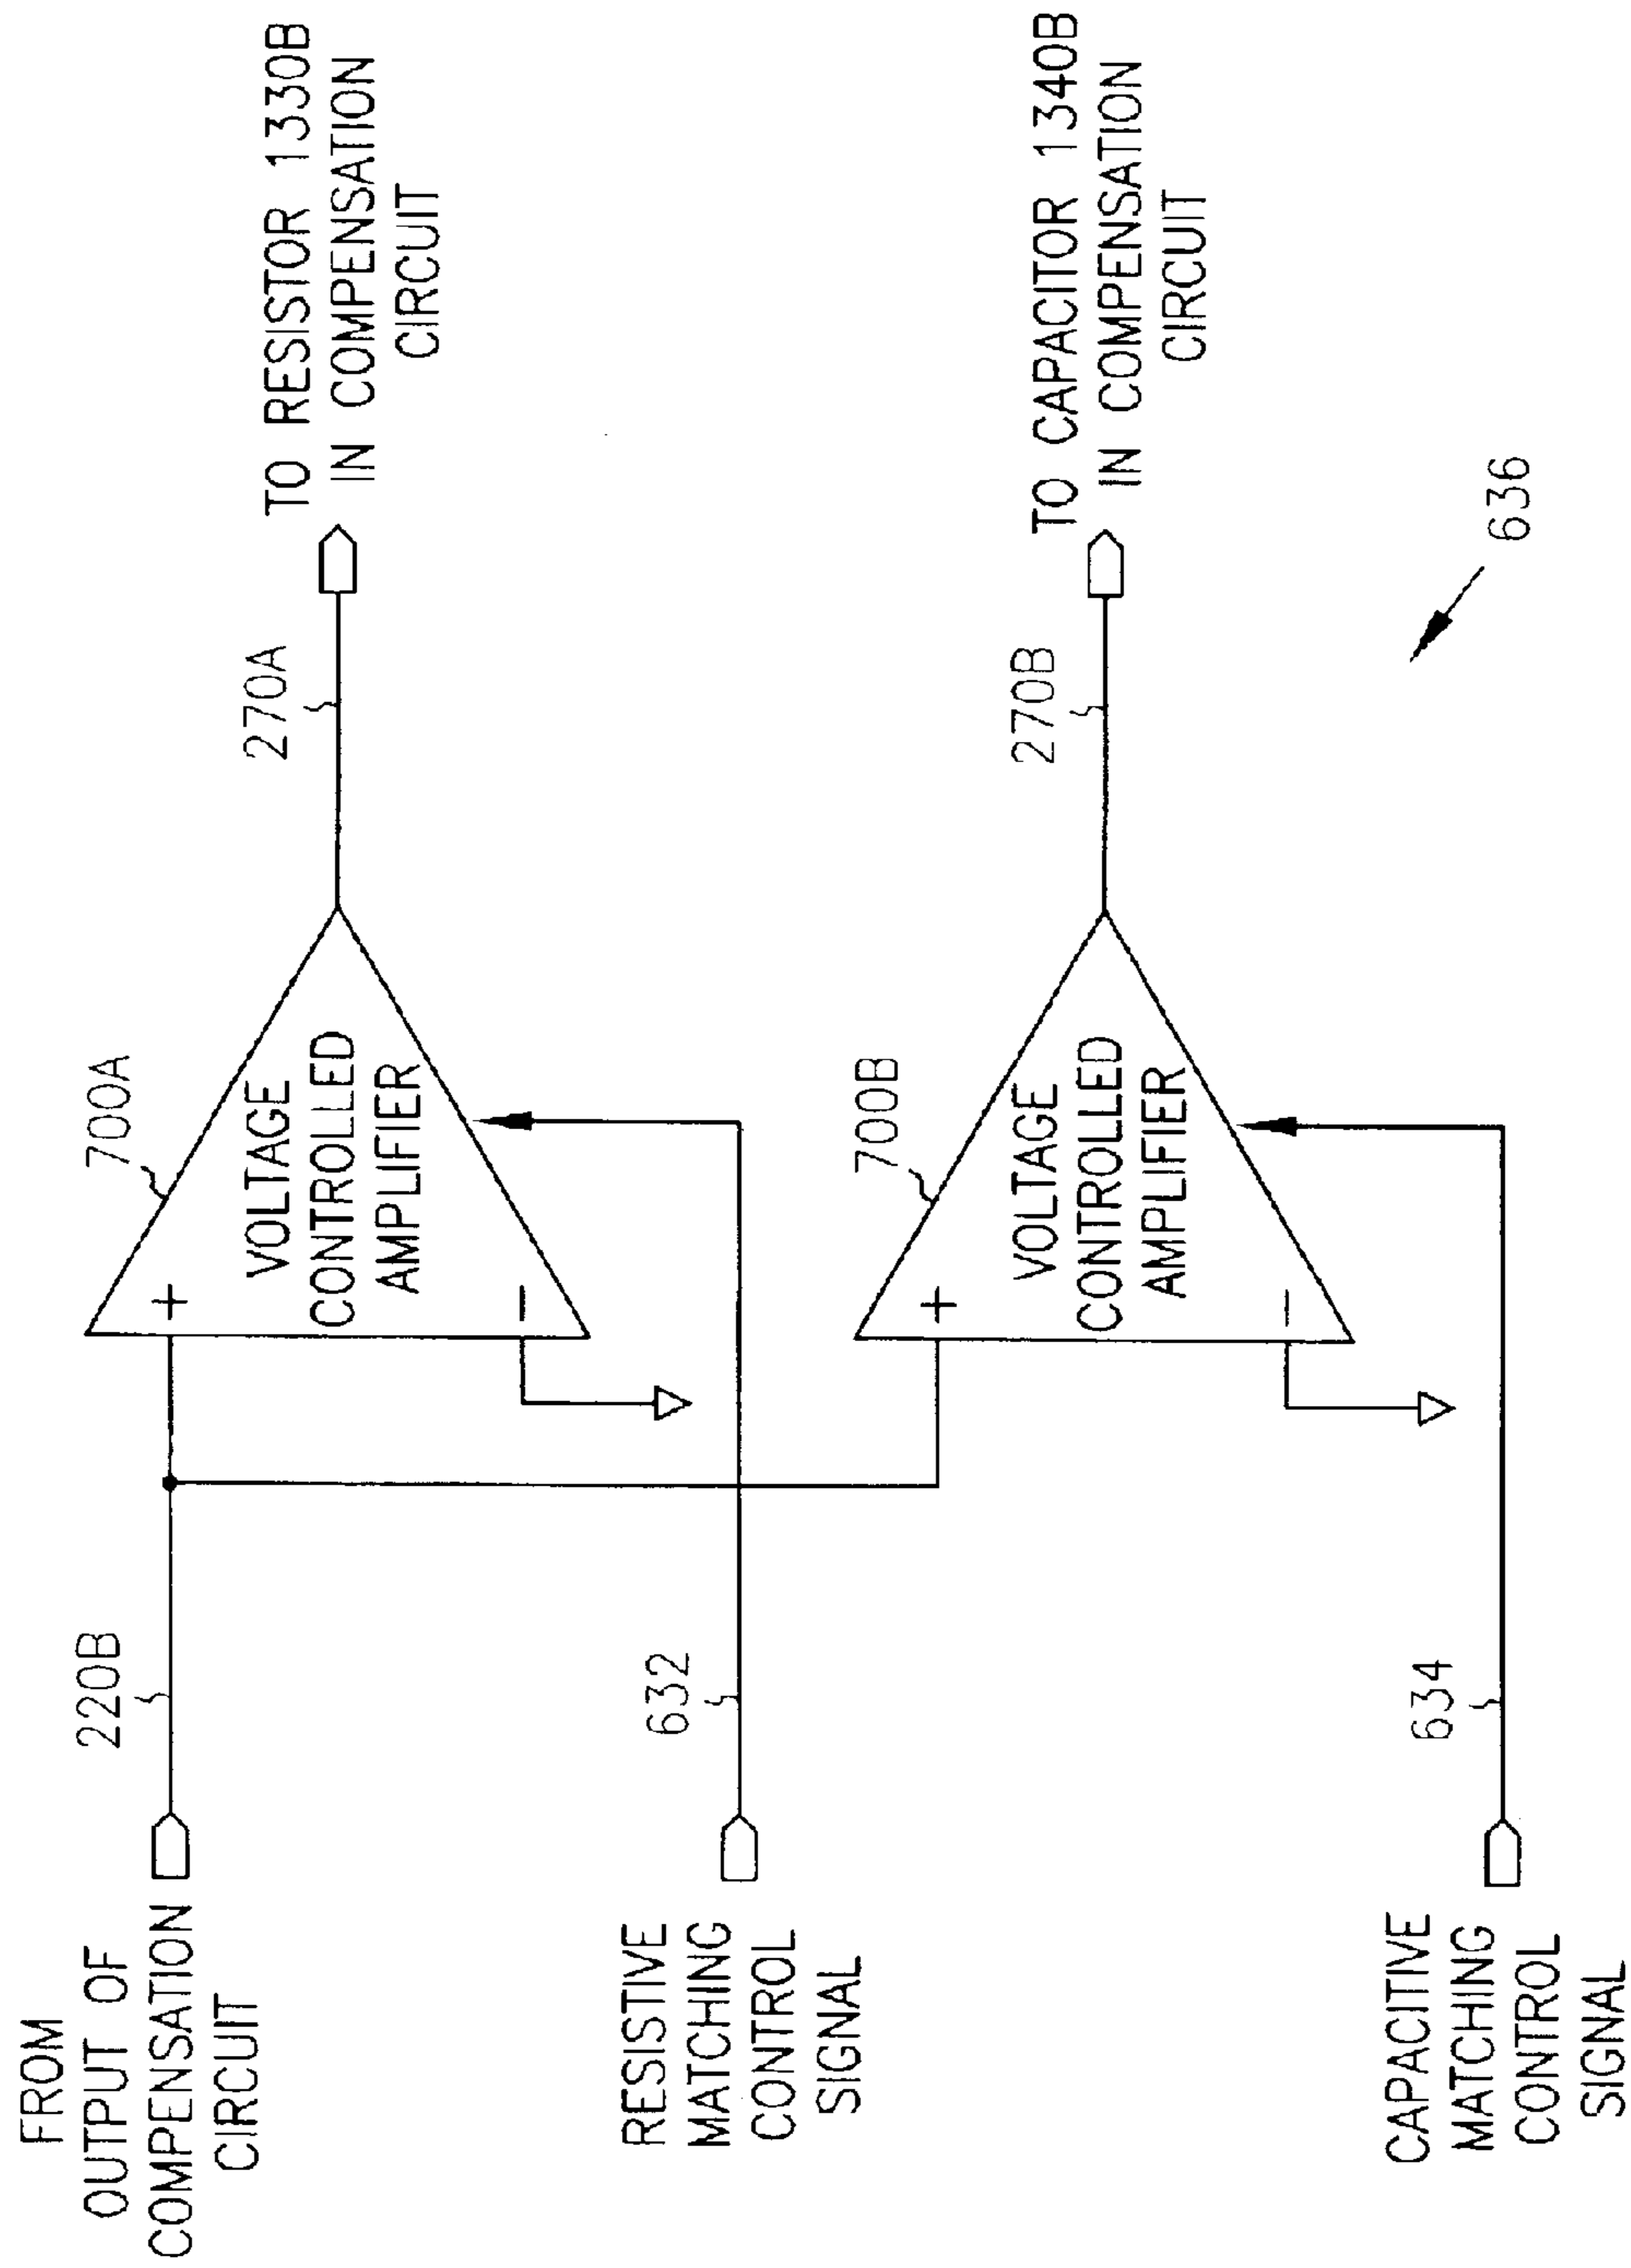 FROM
OUTPUT OF
COMPENSATION
CIRCUIT
220B
700A
+
−
VOLTAGE
CONTROLLED
AMPLIFIER
270A
TO RESISTOR 1330B
IN COMPENSATION
CIRCUIT
RESISTIVE
MATCHING
CONTROL
SIGNAL
632
700B
+
−
VOLTAGE
CONTROLLED
AMPLIFIER
270B
TO CAPACITOR 1340B
IN COMPENSATION
CIRCUIT
CAPACITIVE
MATCHING
CONTROL
SIGNAL
634
636